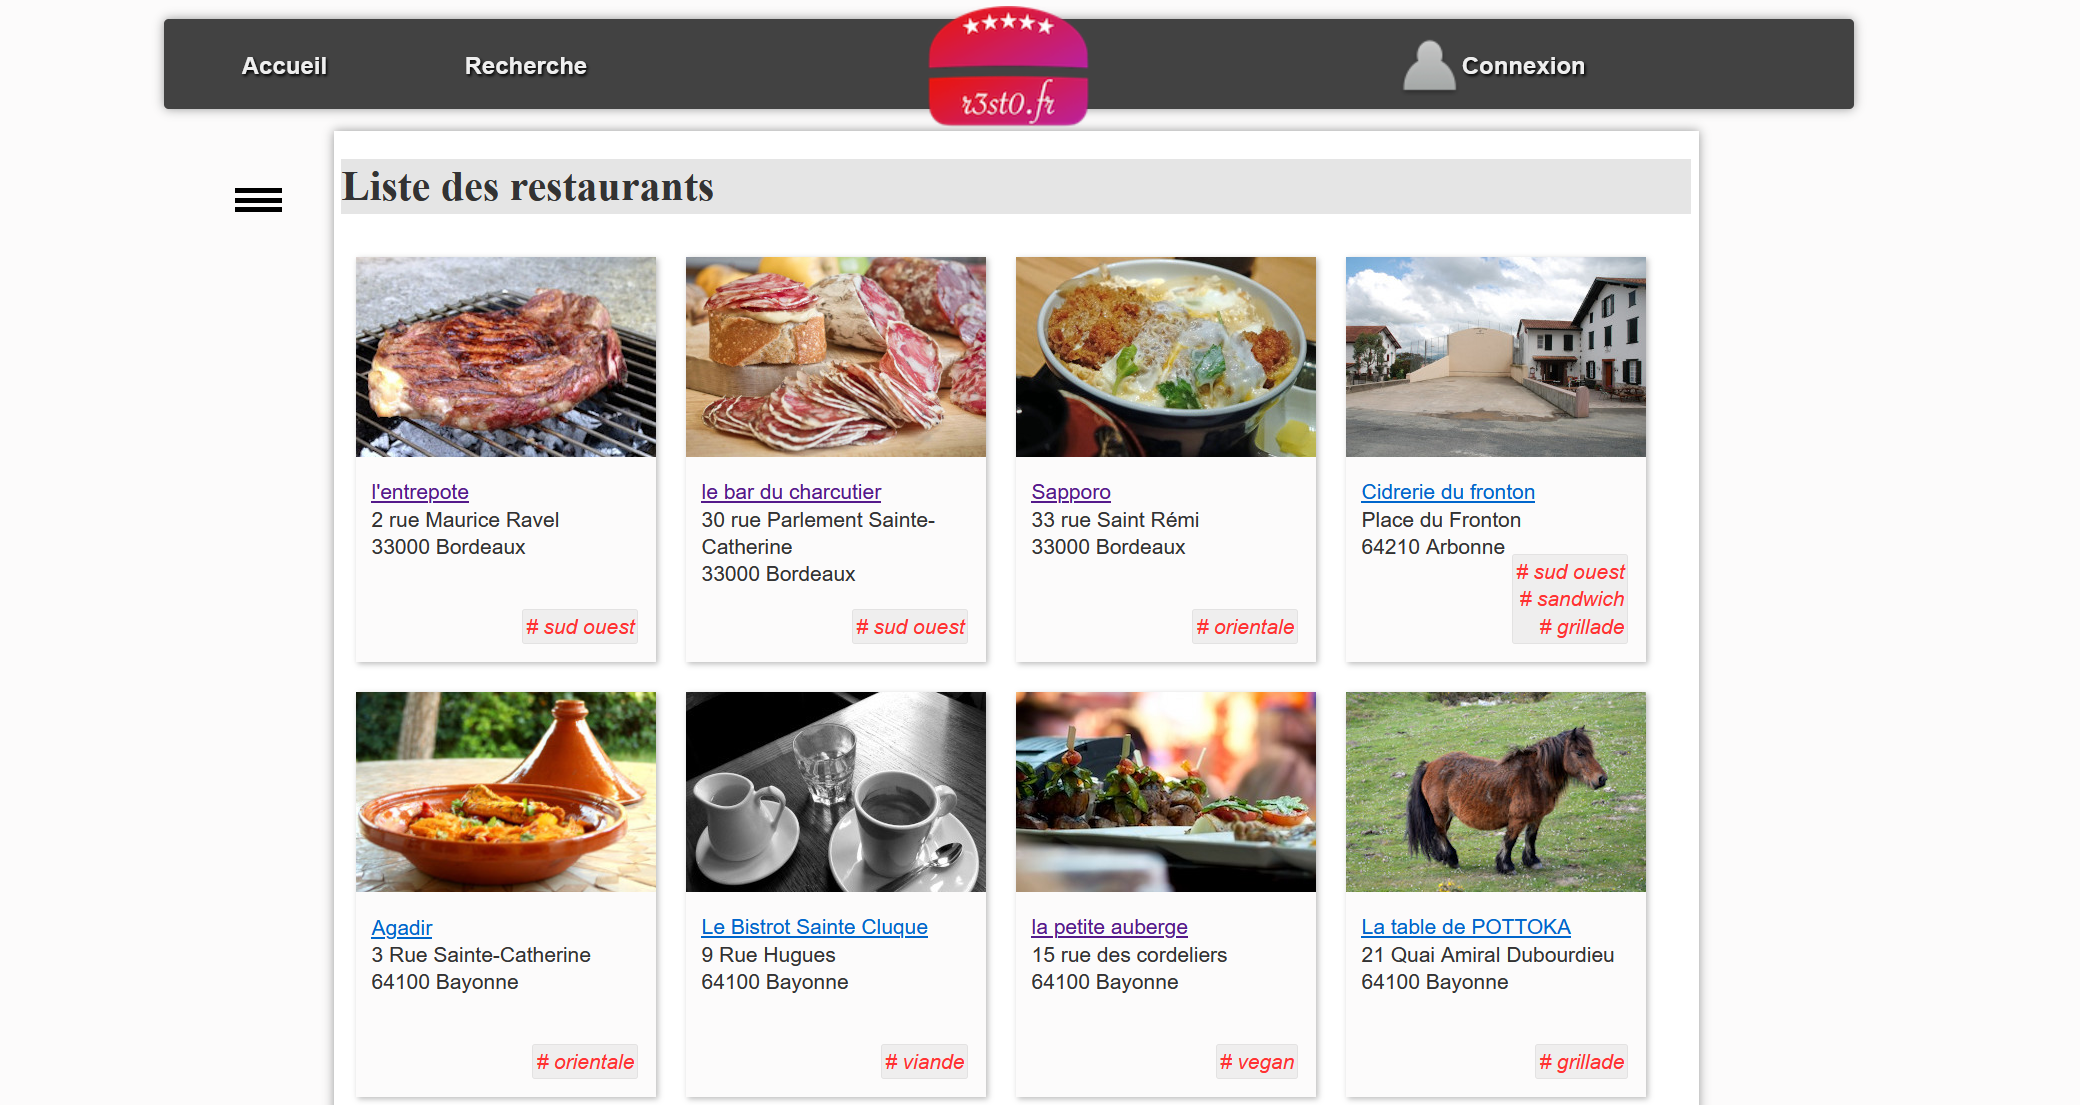 Accueil
Recherche
r3st0.fr
Connexion
Liste des restaurants
l'entrepote
2 rue Maurice Ravel
33000 Bordeaux
# sud ouest
le bar du charcutier
30 rue Parlement Sainte-
Catherine
33000 Bordeaux
# sud ouest
Sapporo
33 rue Saint Rémi
33000 Bordeaux
# orientale
Cidrerie du fronton
Place du Fronton
64210 Arbonne
# sud ouest
# sandwich
# grillade
Agadir
3 Rue Sainte-Catherine
64100 Bayonne
# orientale
Le Bistrot Sainte Cluque
9 Rue Hugues
64100 Bayonne
# viande
la petite auberge
15 rue des cordeliers
64100 Bayonne
# vegan
La table de POTTOKA
21 Quai Amiral Dubourdieu
64100 Bayonne
# grillade